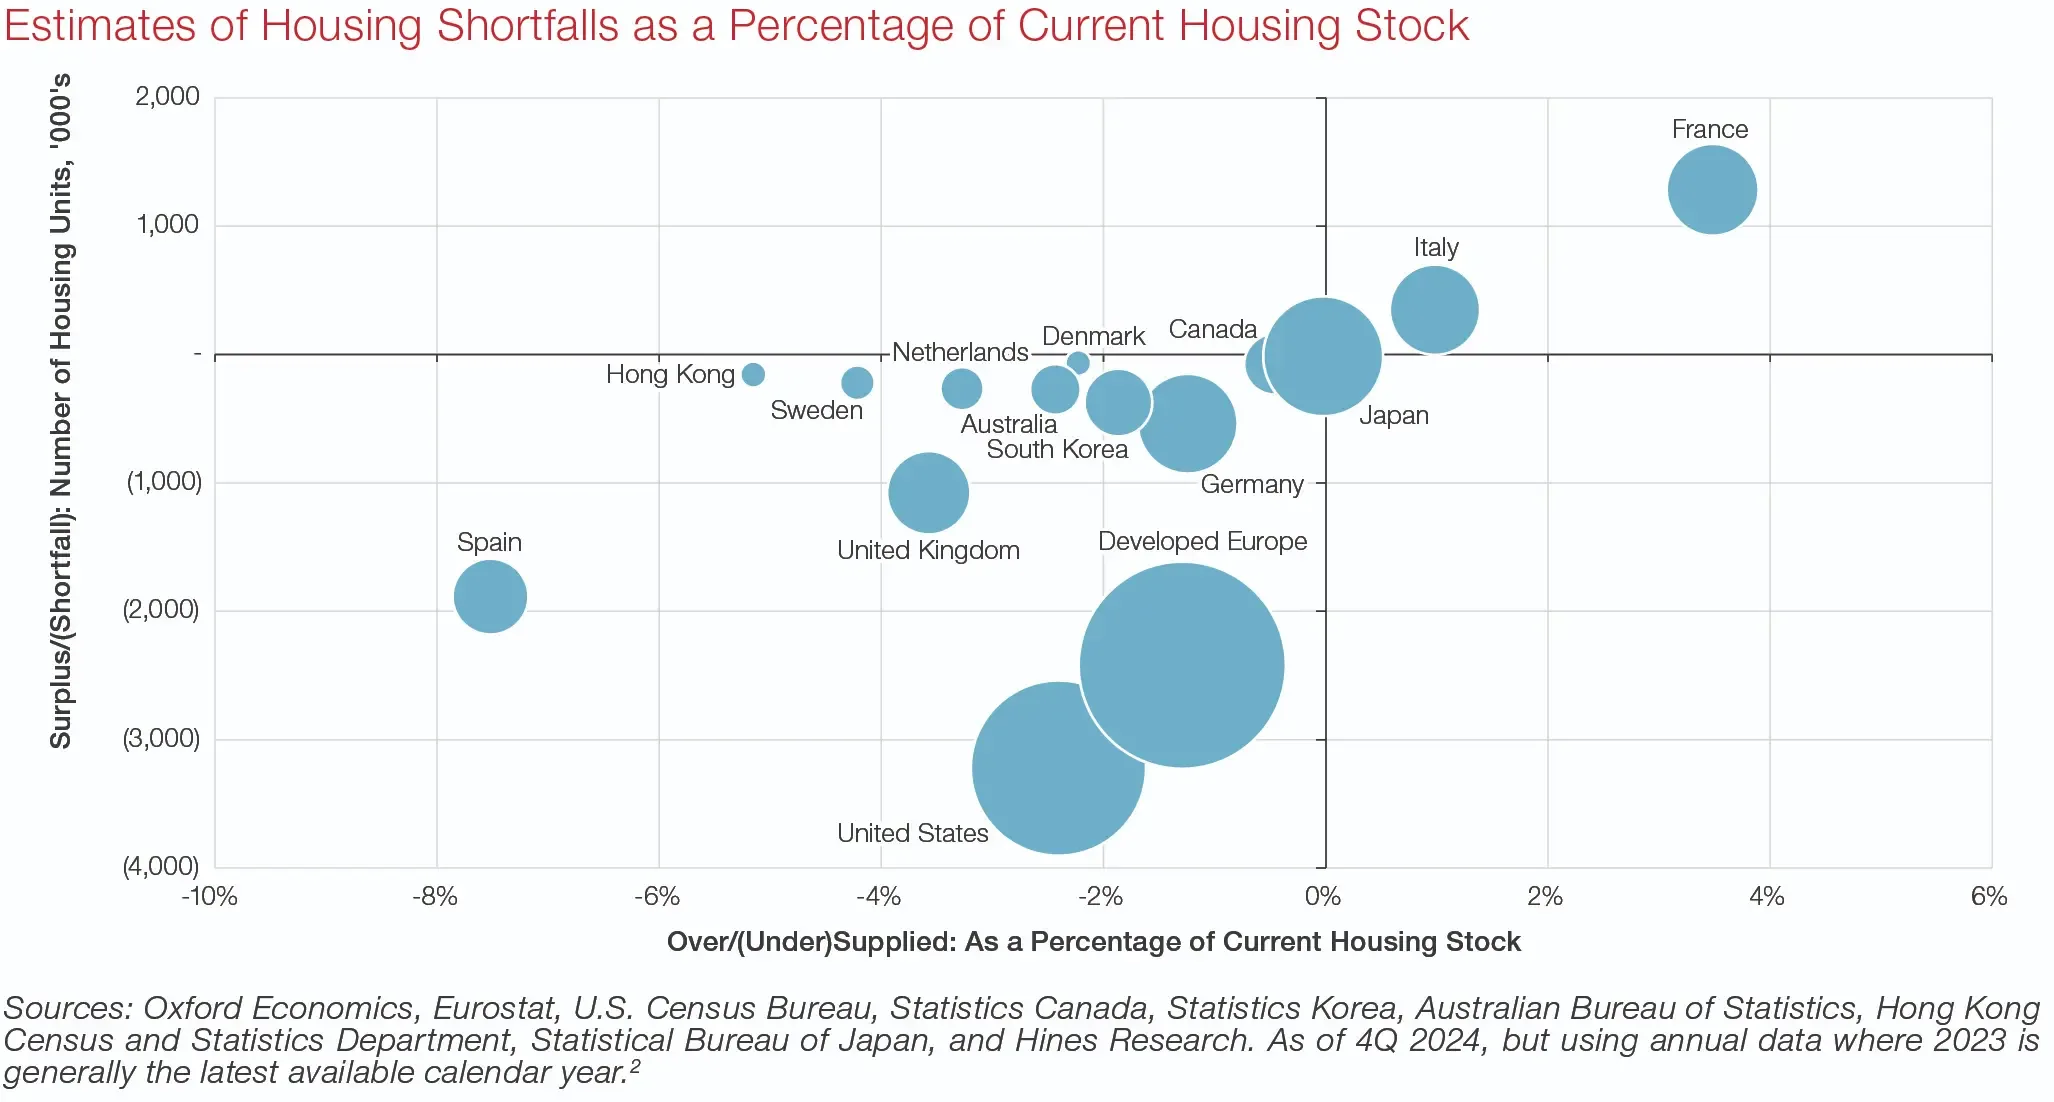 Estimates of Housing Shortfalls as a Percentage of Current Housing Stock
Surplus/(Shortfall): Number of Housing Units, '000's
2,000
1,000
-
(1,000)
(2,000)
(3,000)
(4,000)
France
Italy
Canada
Denmark
Netherlands
Hong Kong
Sweden
Japan
Australia
South Korea
Germany
Spain
United Kingdom
Developed Europe
United States
-10%
-8%
-6%
-4%
-2%
0%
2%
4%
6%
Over/(Under)Supplied: As a Percentage of Current Housing Stock
Sources: Oxford Economics, Eurostat, U.S. Census Bureau, Statistics Canada, Statistics Korea, Australian Bureau of Statistics, Hong Kong
Census and Statistics Department, Statistical Bureau of Japan, and Hines Research. As of 4Q 2024, but using annual data where 2023 is
generally the latest available calendar year.²